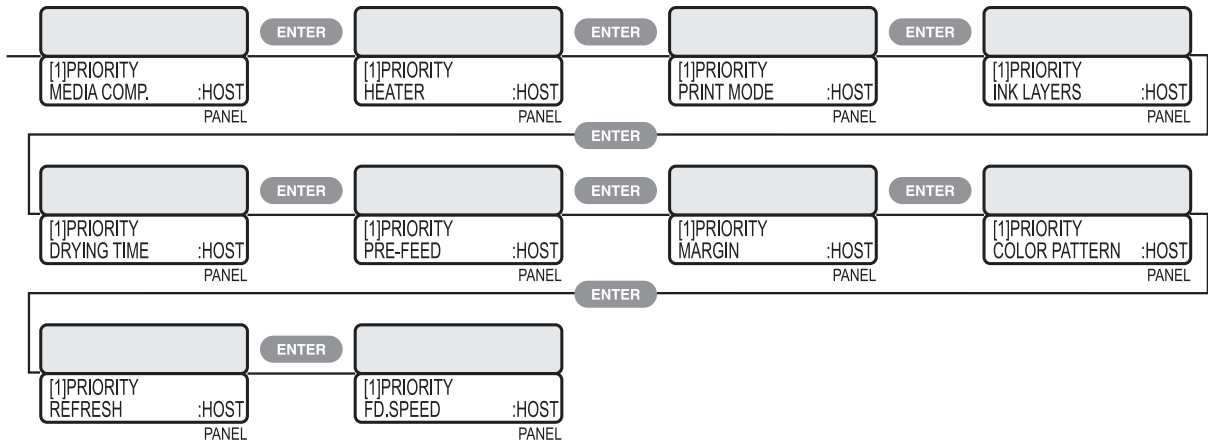 ENTER ENTER ENTER
[1]PRIORITY [1]PRIORITY [1]PRIORITY [1]PRIORITY
MEDIA COMP. :HOST HEATER :HOST PRINT MODE :HOST INK LAYERS :HOST
PANEL PANEL PANEL PANEL
ENTER
ENTER ENTER ENTER
[1]PRIORITY [1]PRIORITY [1]PRIORITY [1]PRIORITY
DRYING TIME :HOST PRE-FEED :HOST MARGIN :HOST COLOR PATTERN :HOST
PANEL PANEL PANEL PANEL
ENTER
ENTER
[1]PRIORITY [1]PRIORITY
REFRESH :HOST FD.SPEED :HOST
PANEL PANEL